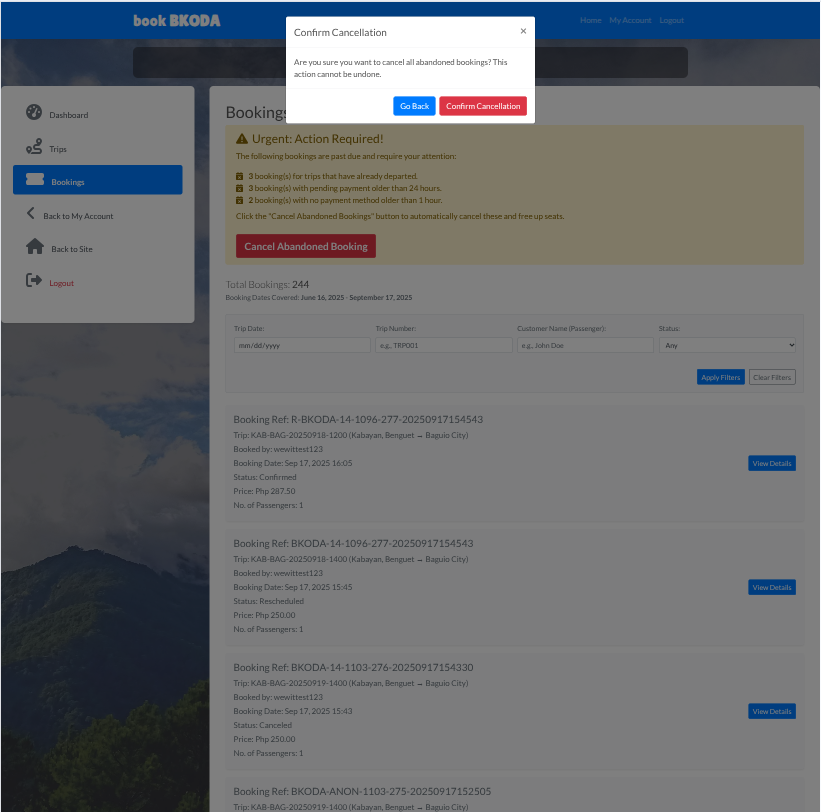 book BKODA
Home My Account Logout
Confirm Cancellation ×
Are you sure you want to cancel all abandoned bookings? This
action cannot be undone.
Go Back Confirm Cancellation
Dashboard
Trips
Bookings
Back to My Account
Back to Site
Logout
Bookings
Urgent: Action Required!
The following bookings are past due and require your attention:
3 booking(s) for trips that have already departed.
3 booking(s) with pending payment older than 24 hours.
2 booking(s) with no payment method older than 1 hour.
Click the "Cancel Abandoned Bookings" button to automatically cancel these and free up seats.
Cancel Abandoned Booking
Total Bookings: 244
Booking Dates Covered: June 16, 2025 - September 17, 2025
Trip Date: Trip Number: Customer Name (Passenger): Status:
mm/dd/yyyy e.g., TRP001 e.g., John Doe Any
Apply Filters Clear Filters
Booking Ref: R-BKODA-14-1096-277-20250917154543
Trip: KAB-BAG-20250918-1200 (Kabayan, Benguet → Baguio City)
Booked by: wewittest123
Booking Date: Sep 17, 2025 16:05
View Details
Status: Confirmed
Price: Php 287.50
No. of Passengers: 1
Booking Ref: BKODA-14-1096-277-20250917154543
Trip: KAB-BAG-20250918-1400 (Kabayan, Benguet → Baguio City)
Booked by: wewittest123
Booking Date: Sep 17, 2025 15:45
View Details
Status: Rescheduled
Price: Php 250.00
No. of Passengers: 1
Booking Ref: BKODA-14-1103-276-20250917154330
Trip: KAB-BAG-20250919-1400 (Kabayan, Benguet → Baguio City)
Booked by: wewittest123
Booking Date: Sep 17, 2025 15:43
View Details
Status: Canceled
Price: Php 250.00
No. of Passengers: 1
Booking Ref: BKODA-ANON-1103-275-20250917152505
Trip: KAB-BAG-20250919-1400 (Kabayan, Benguet → Baguio City)